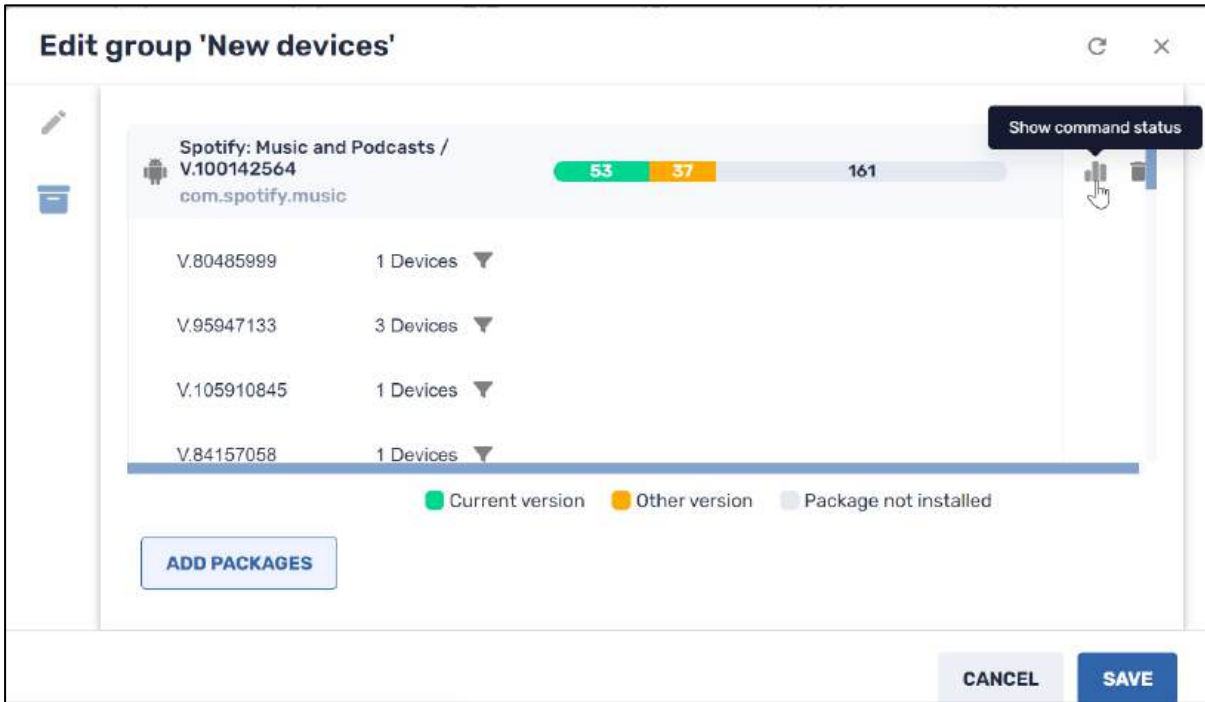 Edit group 'New devices'
Show command status
Spotify: Music and Podcasts /
V.100142564
com.spotify.music
53 37 161
V.80485999 1 Devices
V.95947133 3 Devices
V.105910845 1 Devices
V.84157058 1 Devices
Current version Other version Package not installed
ADD PACKAGES
CANCEL SAVE